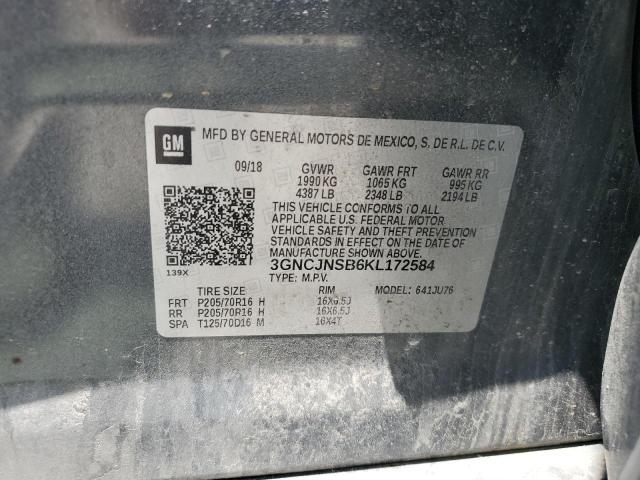 GM MFD BY GENERAL MOTORS DE MEXICO, S. DE R.L. DE C.V.
09/18 GVWR GAWR FRT GAWR RR
1990 KG 1065 KG 995 KG
4387 LB 2348 LB 2194 LB
THIS VEHICLE CONFORMS TO ALL
APPLICABLE U.S. FEDERAL MOTOR
VEHICLE SAFETY AND THEFT PREVENTION
STANDARDS IN EFFECT ON THE DATE OF
MANUFACTURE SHOWN ABOVE.
139X 3GNCJNSB6KL172584
TYPE: M.P.V.
TIRE SIZE RIM MODEL: 641JU76
FRT P205/70R16 H 16X6.5J
RR P205/70R16 H 16X6.5J
SPA T125/70D16 M 16X4T